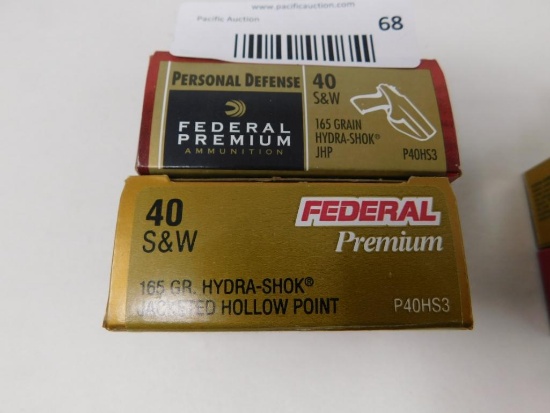 www.pacificauction.com
Pacific Auction
68
PERSONAL DEFENSE
FEDERAL
PREMIUM
AMMUNITION
40
S&W
165 GRAIN
HYDRA-SHOK®
JHP
P40HS3
40
S&W
FEDERAL
Premium
165 GR. HYDRA-SHOK®
JACKETED HOLLOW POINT
P40HS3